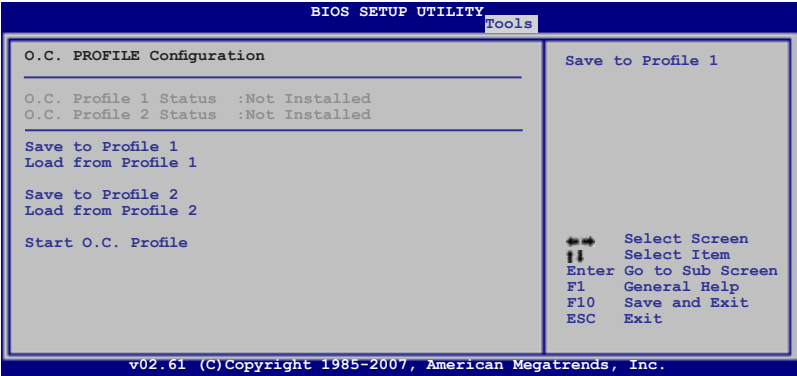 BIOS SETUP UTILITY
Tools
O.C. PROFILE Configuration
O.C. Profile 1 Status :Not Installed
O.C. Profile 2 Status :Not Installed
Save to Profile 1
Load from Profile 1
Save to Profile 2
Load from Profile 2
Start O.C. Profile
Save to Profile 1
Select Screen
Select Item
Enter Go to Sub Screen
F1 General Help
F10 Save and Exit
ESC Exit
v02.61 (C)Copyright 1985-2007, American Megatrends, Inc.